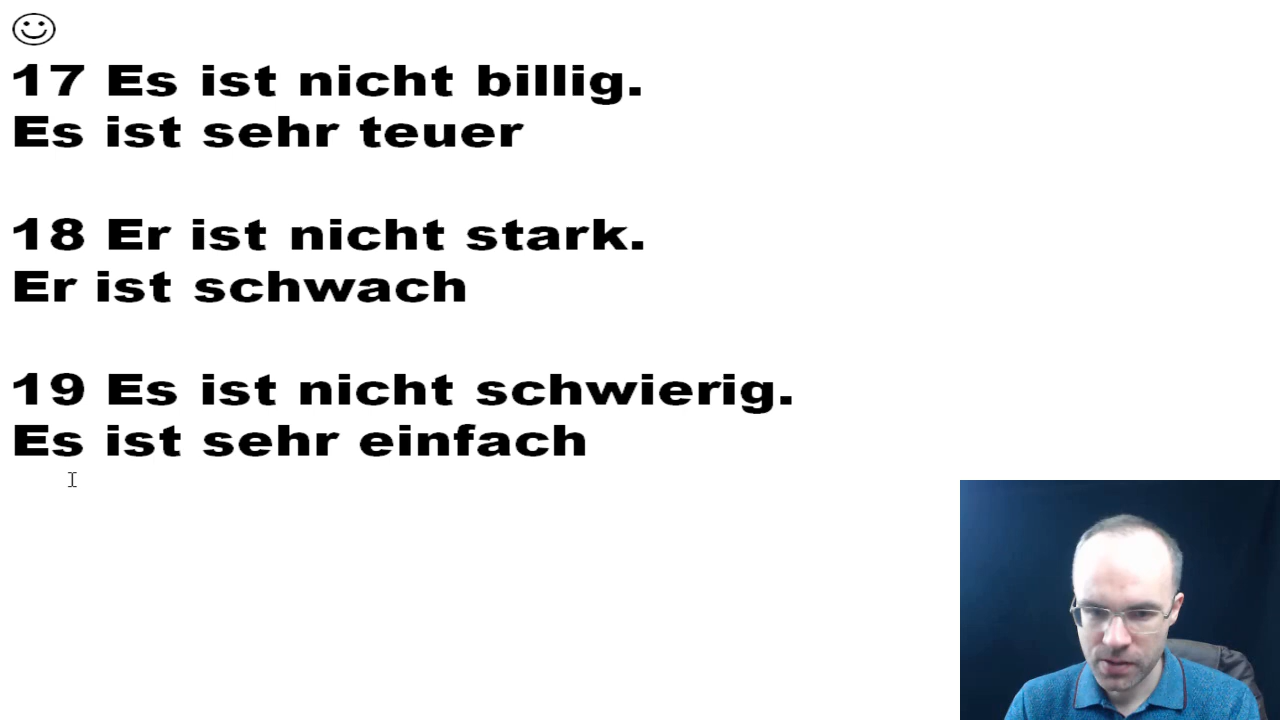 17 Es ist nicht billig.
Es ist sehr teuer
18 Er ist nicht stark.
Er ist schwach
19 Es ist nicht schwierig.
Es ist sehr einfach